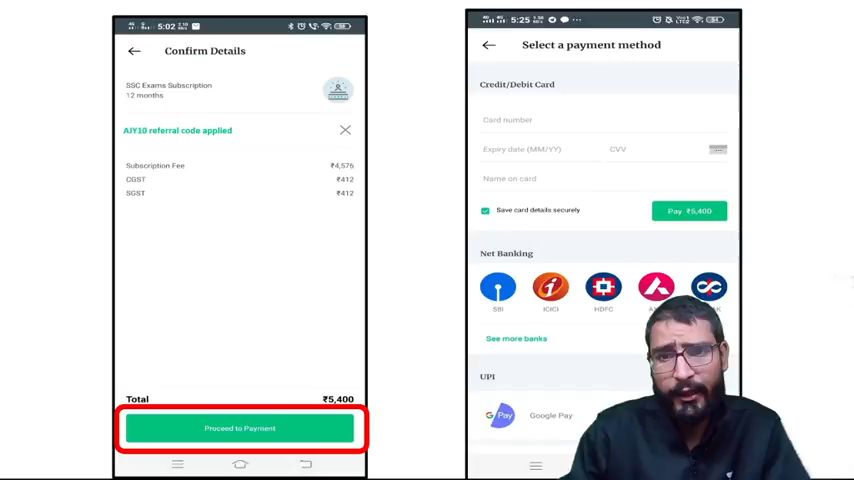 5:02
Confirm Details
SSC Exams Subscription
12 months
AJY10 referral code applied
Subscription Fee ₹4,576
CGST ₹412
SGST ₹412
Total ₹5,400
Proceed to Payment
5:25
Select a payment method
Credit/Debit Card
Card number
Expiry date (MM/YY) CVV
Name on card
Save card details securely
Pay ₹5,400
Net Banking
SBI ICICI HDFC
See more banks
UPI
G Pay Google Pay